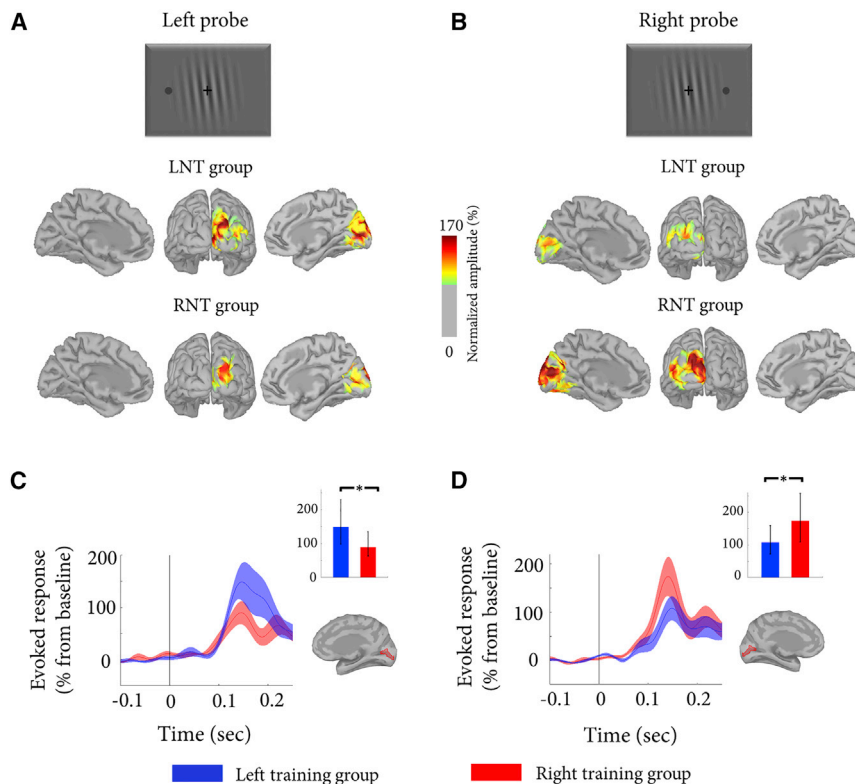 A
Left probe
LNT group
RNT group
B
Right probe
LNT group
RNT group
170
0
Normalized amplitude (%)
C
Evoked response
(% from baseline)
200
100
0
-0.1
0
0.1
0.2
Time (sec)
*
200
100
0
D
Evoked response
(% from baseline)
200
100
0
-0.1
0
0.1
0.2
Time (sec)
*
200
100
0
Left training group
Right training group